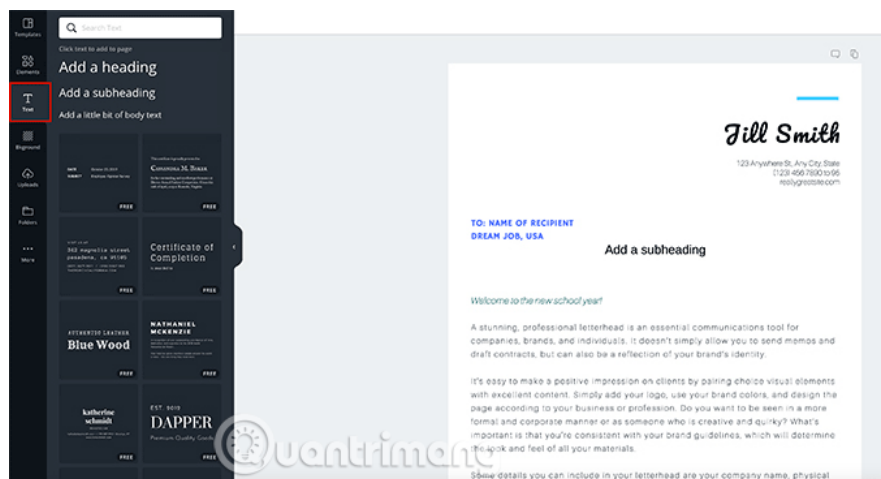 Templates
Elements
Text
Bkground
Uploads
Folders
More
Search Text
Click text to add to page
Add a heading
Add a subheading
Add a little bit of body text
FREE
CASSANDRA M. BAKER
FREE
FREE
Certificate of
Completion
FREE
AUTHENTIC LEATHER
Blue Wood
FREE
NATHANIEL
MCKENZIE
FREE
katherine
schmidt
FREE
EST. 2019
DAPPER
Premium Quality Goods
FREE
Quantrimang
Jill Smith
123 Anywhere St., Any City, State
(123) 456 7890 to 96
reallygreatsite.com
TO: NAME OF RECIPIENT
DREAM JOB, USA
Add a subheading
Welcome to the new school year!
A stunning, professional letterhead is an essential communications tool for
companies, brands, and individuals. It doesn't simply allow you to send memos and
draft contracts, but can also be a reflection of your brand's identity.
It's easy to make a positive impression on clients by pairing choice visual elements
with excellent content. Simply add your logo, use your brand colors, and design the
page according to your business or profession. Do you want to be seen in a more
formal and corporate manner or as someone who is creative and quirky? What's
important is that you're consistent with your brand guidelines, which will determine
the look and feel of all your materials.
Some details you can include in your letterhead are your company name, physical